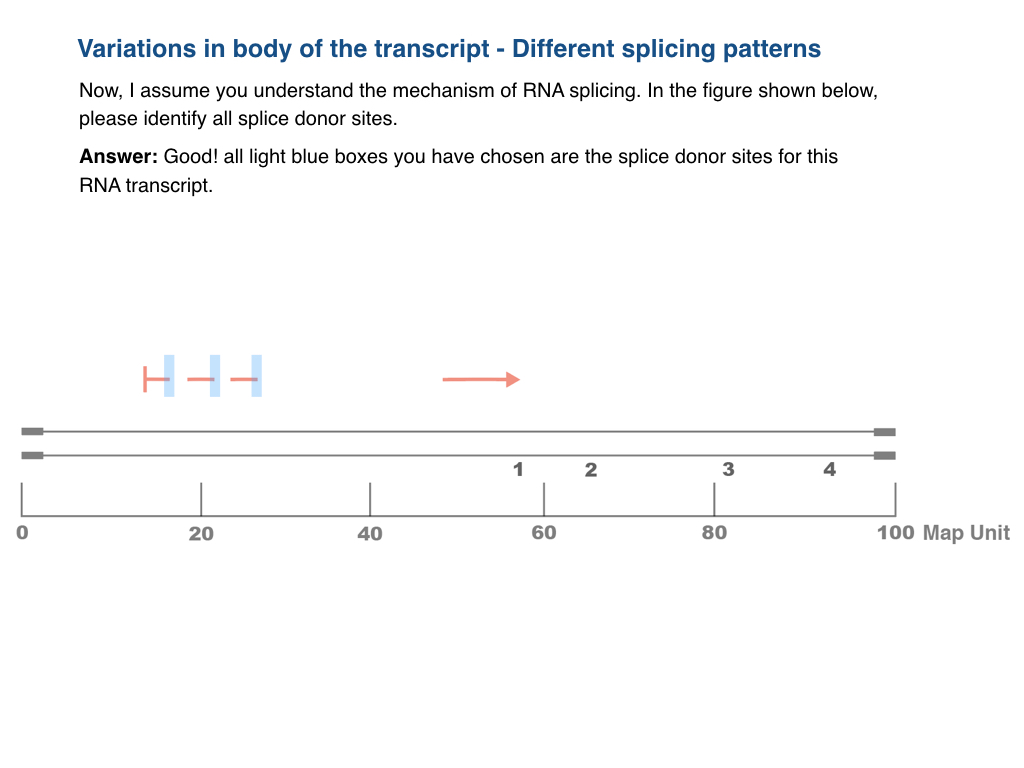 Variations in body of the transcript - Different splicing patterns
Now, I assume you understand the mechanism of RNA splicing. In the figure shown below,
please identify all splice donor sites.
Answer: Good! all light blue boxes you have chosen are the splice donor sites for this
RNA transcript.
1 2 3 4
0 20 40 60 80 100 Map Unit